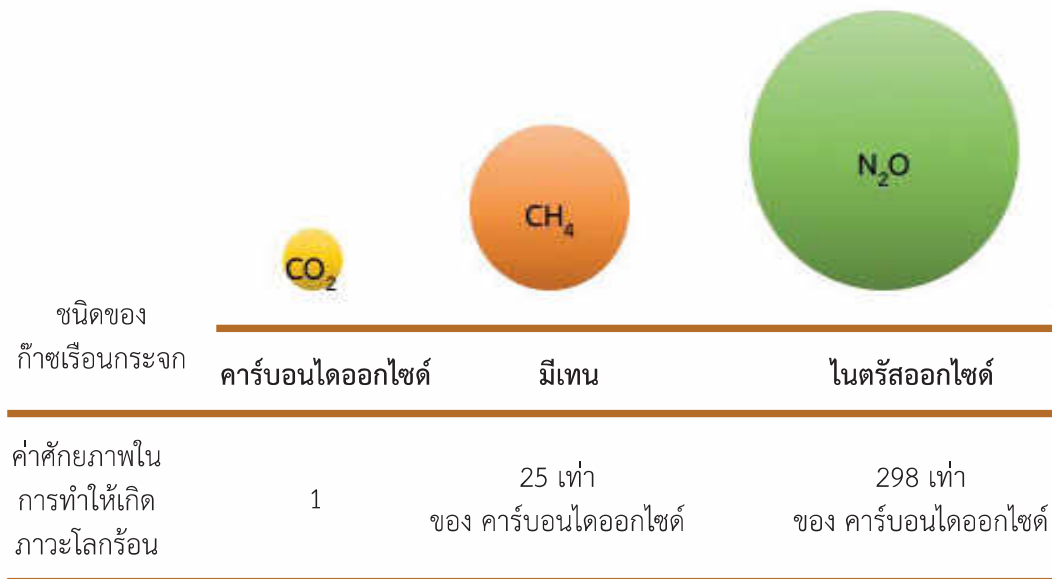 CO₂
CH₄
N₂O
ชนิดของ
ก๊าซเรือนกระจก
คาร์บอนไดออกไซด์
มีเทน
ไนตรัสออกไซด์
ค่าศักยภาพใน
การทำให้เกิด
ภาวะโลกร้อน
1
25 เท่า
ของ คาร์บอนไดออกไซด์
298 เท่า
ของ คาร์บอนไดออกไซด์